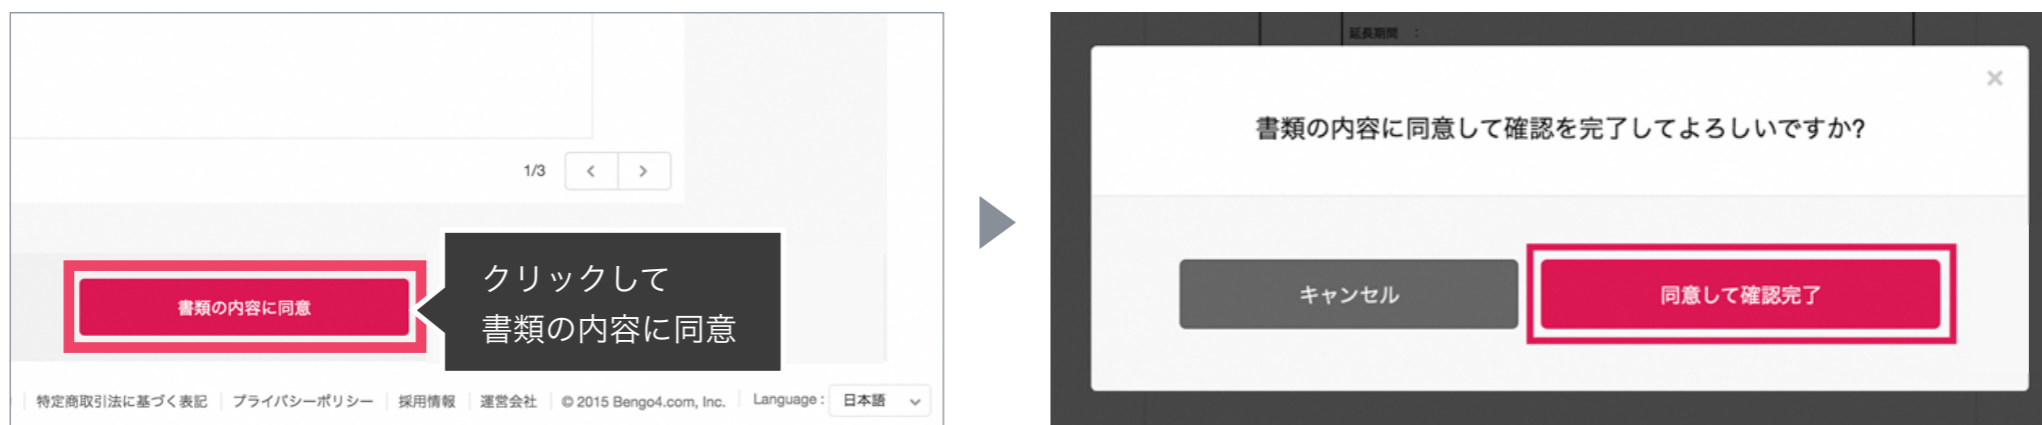 1/3
書類の内容に同意
クリックして
書類の内容に同意
特定商取引法に基づく表記 プライバシーポリシー 採用情報 運営会社 © 2015 Bengo4.com, Inc. Language : 日本語
延長期間 :
×
書類の内容に同意して確認を完了してよろしいですか?
キャンセル 同意して確認完了